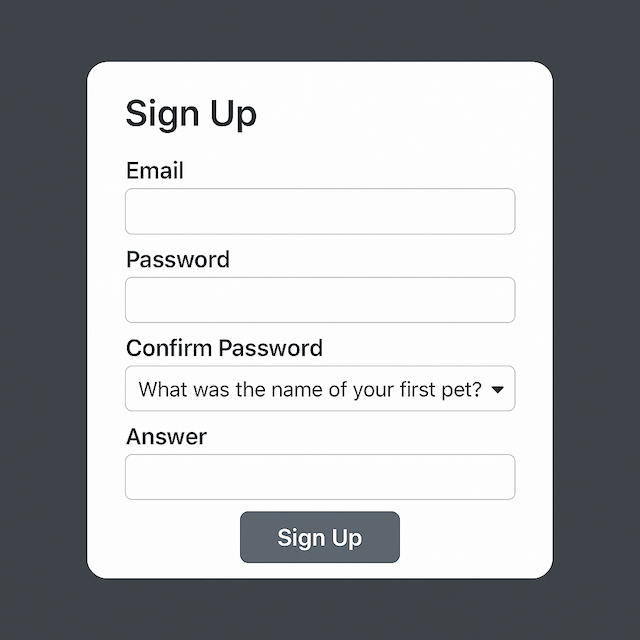 Sign Up
Email
Password
Confirm Password
What was the name of your first pet?
Answer
Sign Up